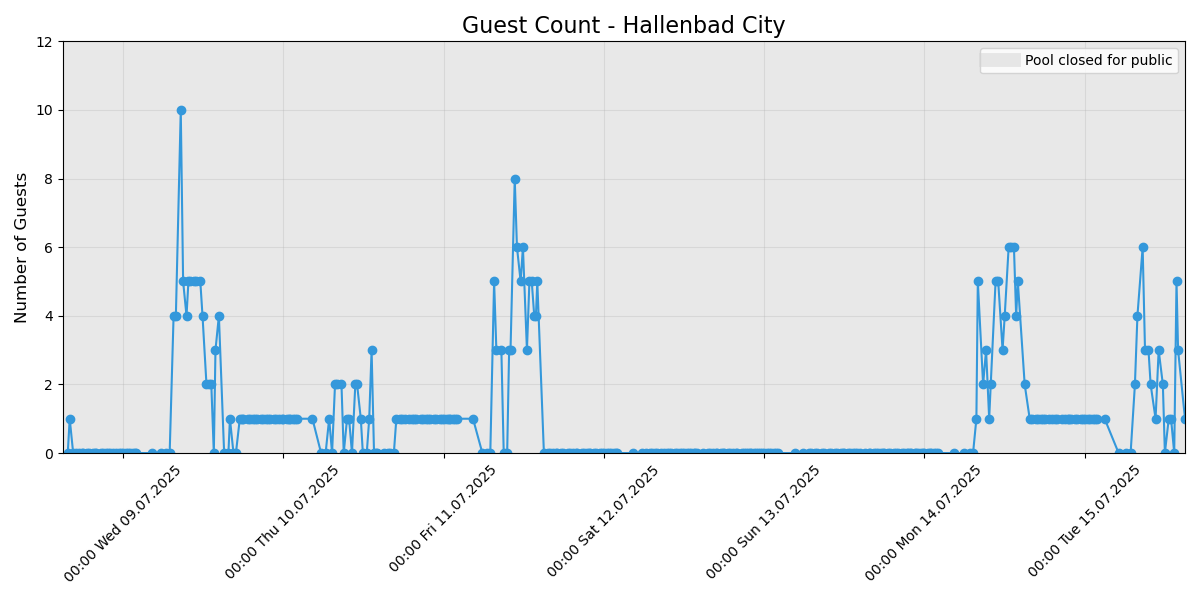 Guest Count - Hallenbad City
Pool closed for public
Number of Guests
12
10
8
6
4
2
0
00:00 Wed 09.07.2025
00:00 Thu 10.07.2025
00:00 Fri 11.07.2025
00:00 Sat 12.07.2025
00:00 Sun 13.07.2025
00:00 Mon 14.07.2025
00:00 Tue 15.07.2025